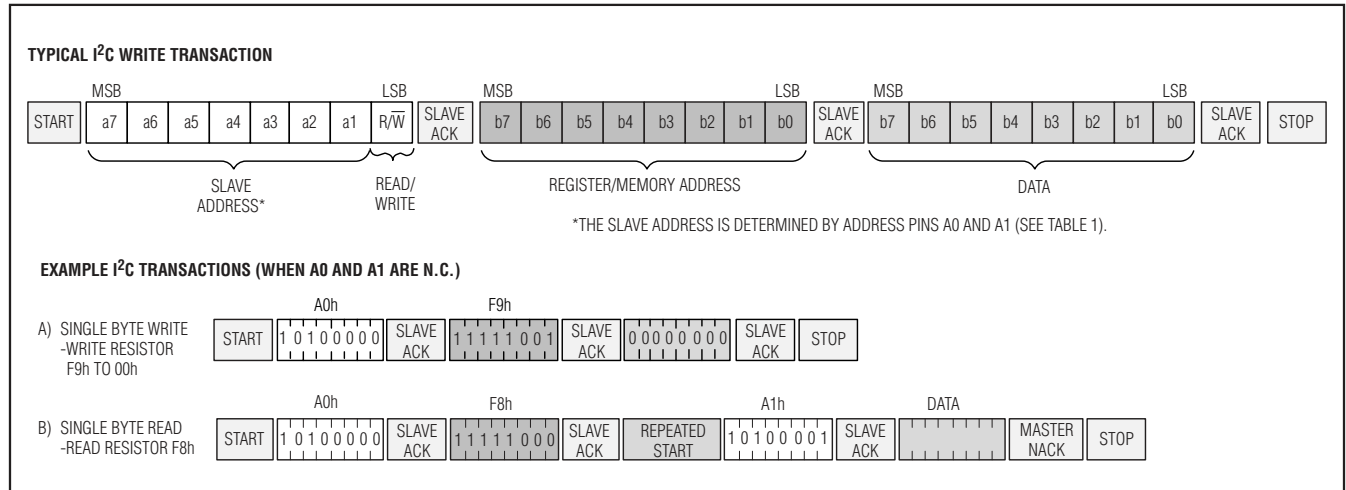 TYPICAL I2C WRITE TRANSACTION
MSB LSB MSB LSB MSB LSB
START a7 a6 a5 a4 a3 a2 a1 R/W̅ SLAVE ACK b7 b6 b5 b4 b3 b2 b1 b0 SLAVE ACK b7 b6 b5 b4 b3 b2 b1 b0 SLAVE ACK STOP
SLAVE ADDRESS* READ/ WRITE REGISTER/MEMORY ADDRESS DATA
*THE SLAVE ADDRESS IS DETERMINED BY ADDRESS PINS A0 AND A1 (SEE TABLE 1).
EXAMPLE I2C TRANSACTIONS (WHEN A0 AND A1 ARE N.C.)
A0h F9h
A) SINGLE BYTE WRITE
-WRITE RESISTOR
F9h TO 00h
START 1 0 1 0 0 0 0 0 SLAVE ACK 1 1 1 1 1 0 0 1 SLAVE ACK 0 0 0 0 0 0 0 0 SLAVE ACK STOP
A0h F8h A1h DATA
B) SINGLE BYTE READ
-READ RESISTOR F8h
START 1 0 1 0 0 0 0 0 SLAVE ACK 1 1 1 1 1 0 0 0 SLAVE ACK REPEATED START 1 0 1 0 0 0 0 1 SLAVE ACK MASTER NACK STOP